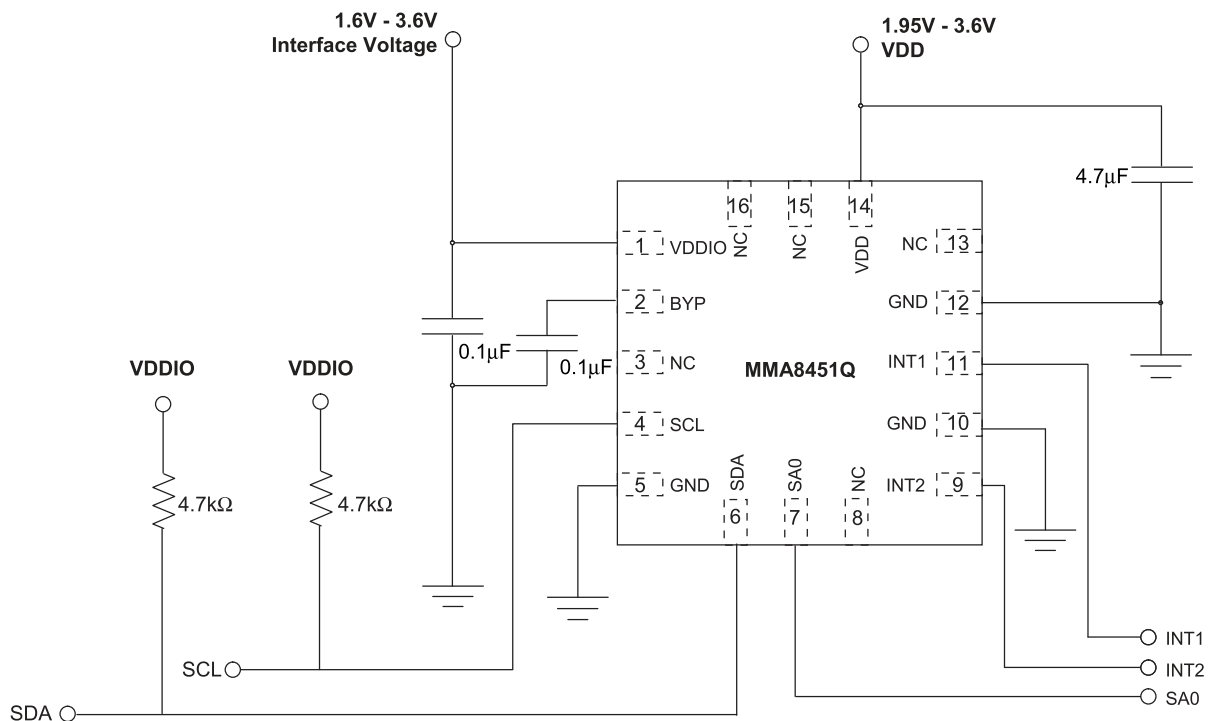 1.6V - 3.6V
Interface Voltage
1.95V - 3.6V
VDD
4.7μF
16
15
14
NC
NC
VDD
1
VDDIO
NC
13
2
BYP
GND
12
0.1μF
0.1μF
3
NC
MMA8451Q
INT1
11
VDDIO
VDDIO
4
SCL
GND
10
5
GND
SDA
SA0
NC
INT2
9
6
7
8
4.7kΩ
4.7kΩ
INT1
SCL
INT2
SA0
SDA